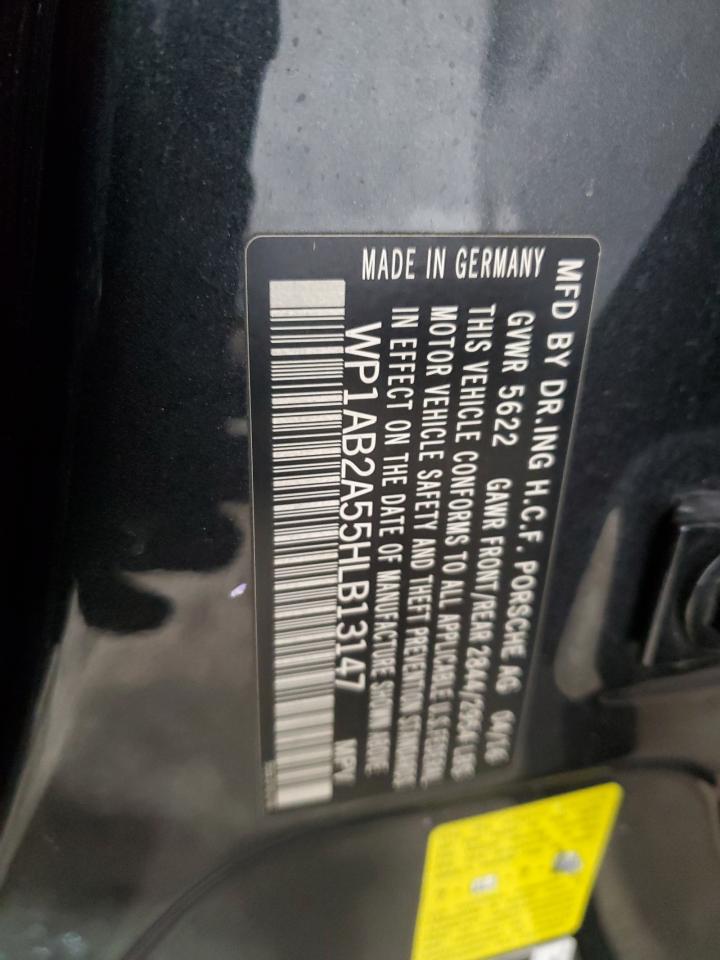 MFD BY DR.ING H.C.F. PORSCHE AG
GVWR 5622 GAWR FRONT/REAR 2844/2954 LBS
THIS VEHICLE CONFORMS TO ALL APPLICABLE U.S FEDERAL
MOTOR VEHICLE SAFETY AND THEFT PREVENTION STANDARDS
IN EFFECT ON THE DATE OF MANUFACTURE SHOWN ABOVE
MADE IN GERMANY
WP1AB2A55HLB13147 MPV